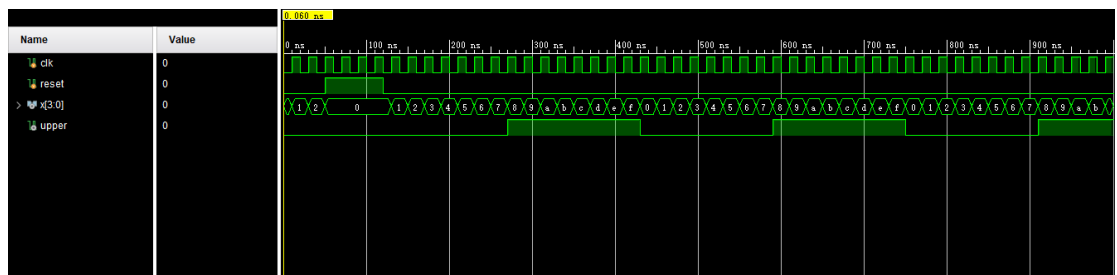 0.060 ns
Name Value
0 ns 100 ns 200 ns 300 ns 400 ns 500 ns 600 ns 700 ns 800 ns 900 ns
clk 0
reset 0
x[3:0] 0 1 2 0 1 2 3 4 5 6 7 8 9 a b c d e f 0 1 2 3 4 5 6 7 8 9 a b c d e f 0 1 2 3 4 5 6 7 8 9 a b
upper 0